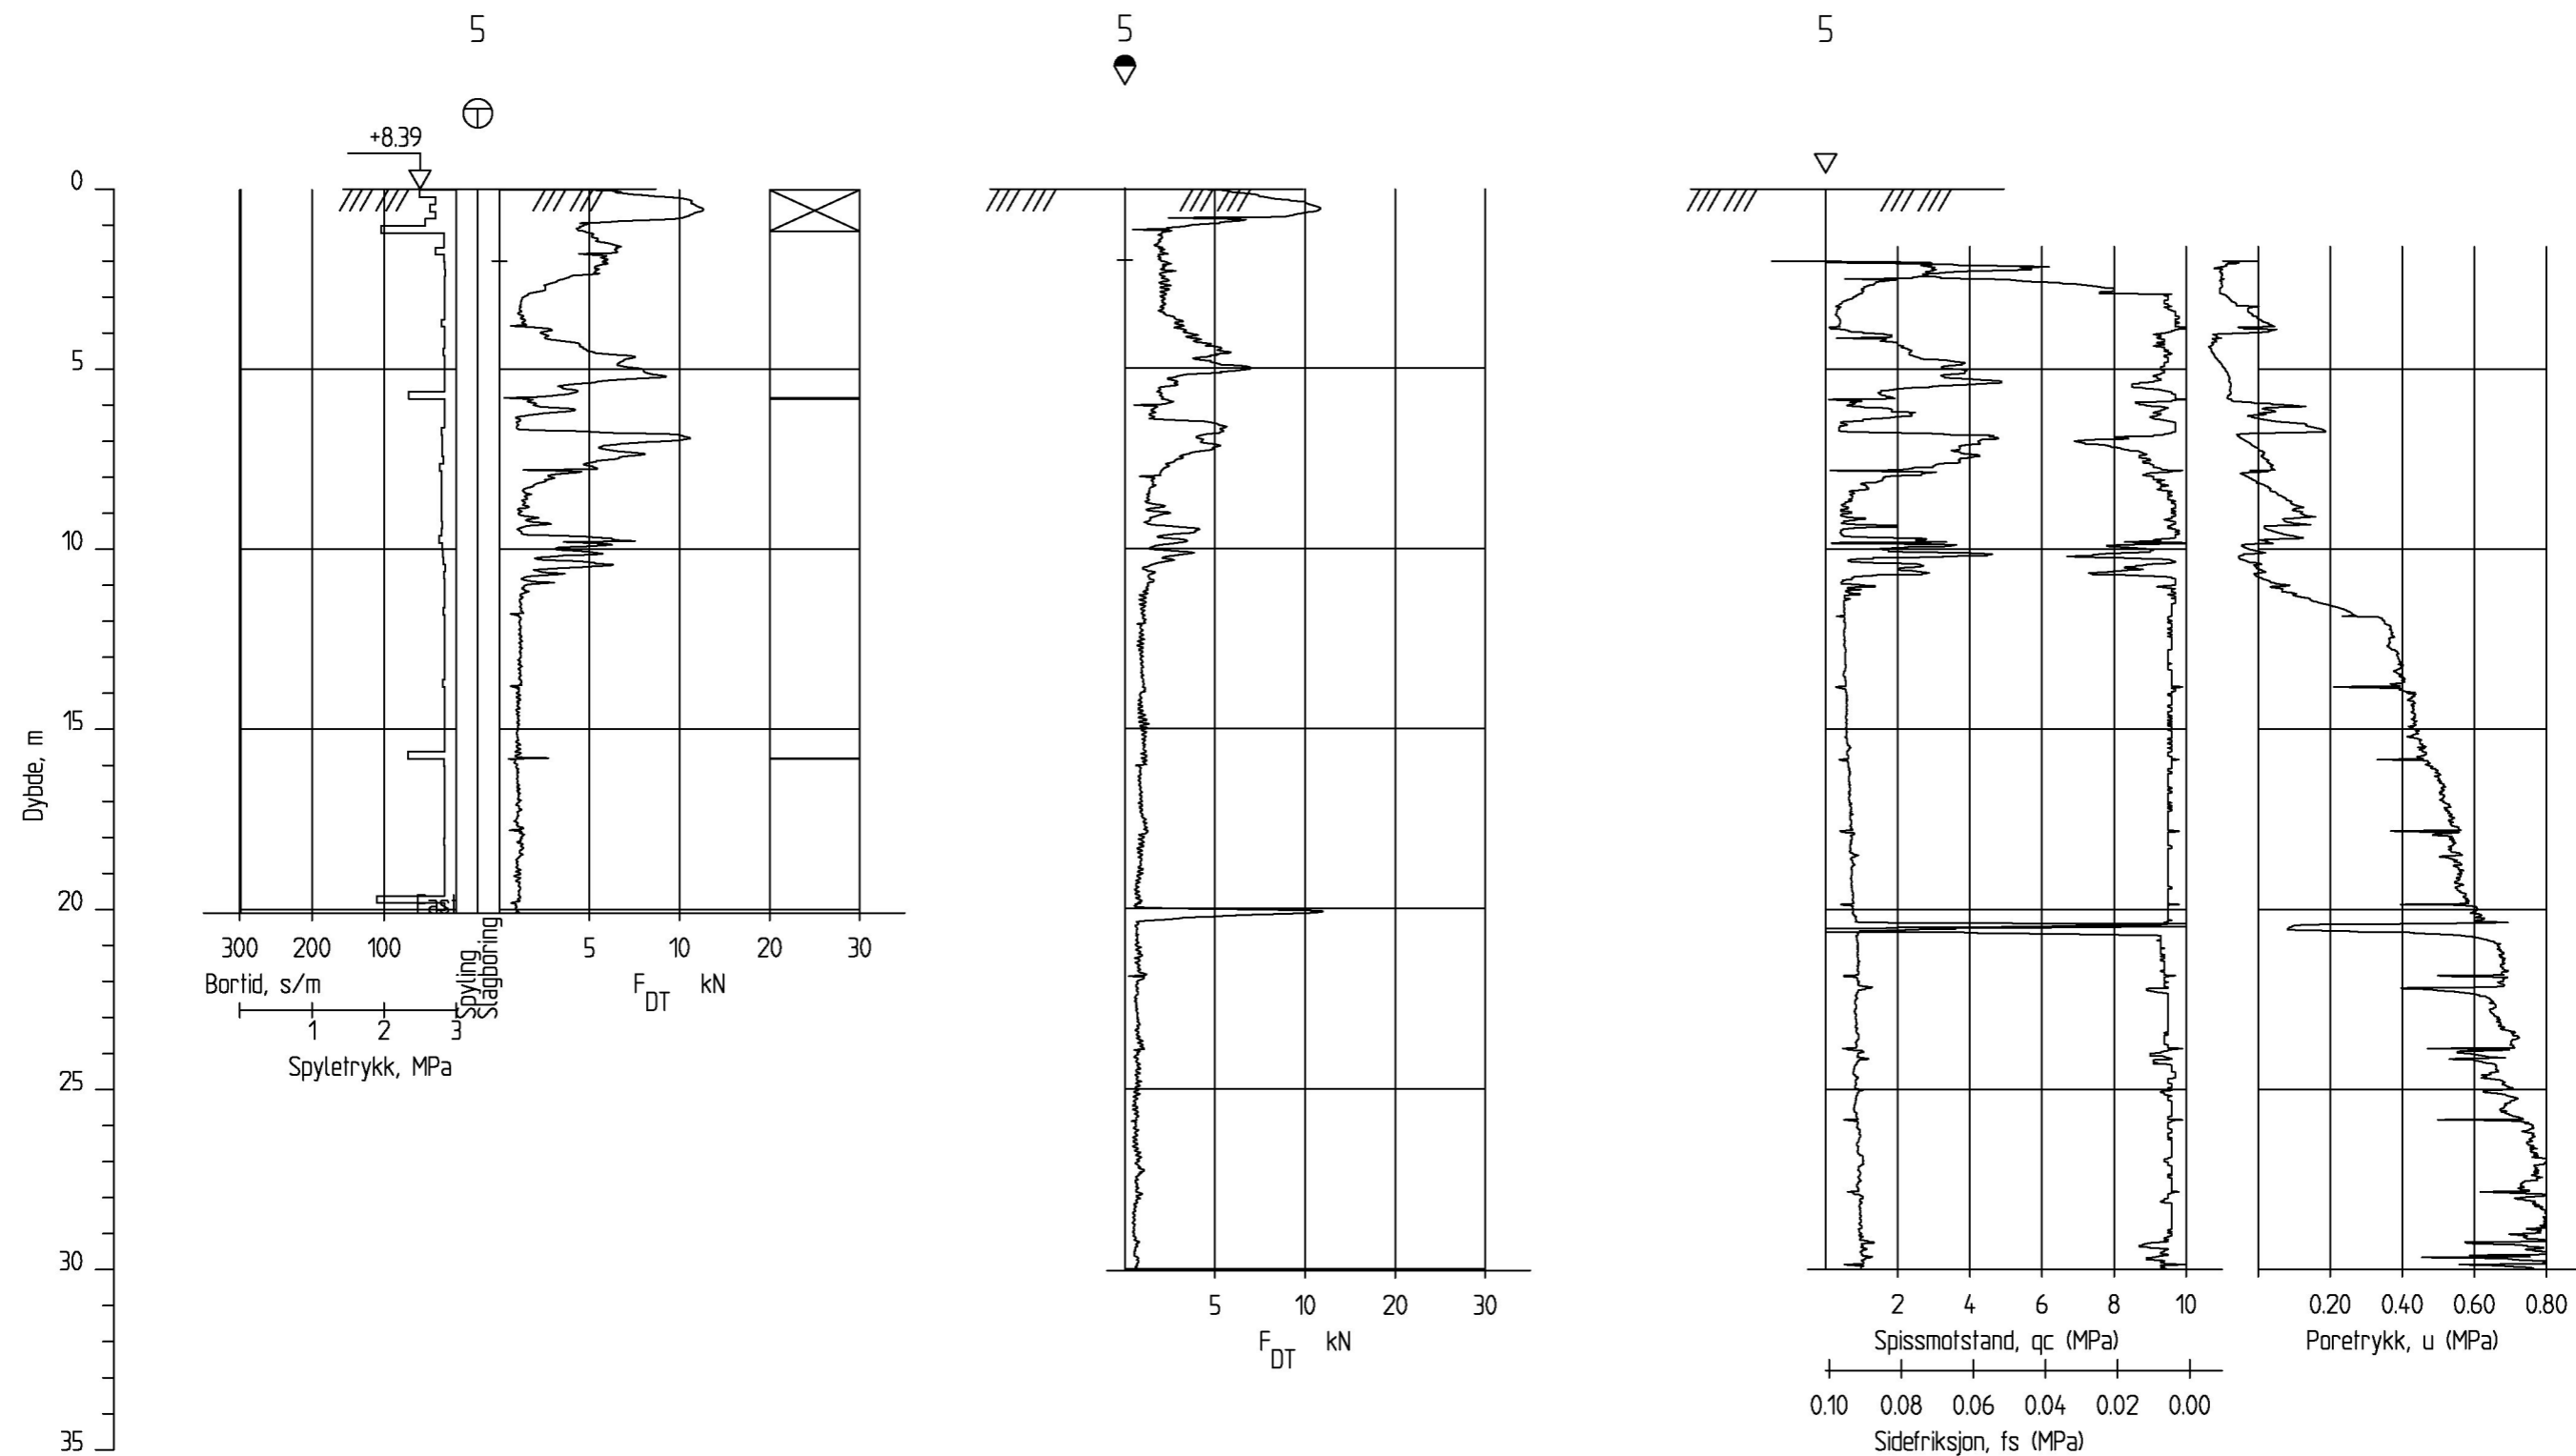 5
5
5
+8.39
0
5
10
15
20
25
30
35
Dybde, m
300 200 100
Bortid, s/m
1 2 3
Spyletrykk, MPa
Spyling
Slagboring
5 10 20 30
FDT kN
5 10 20 30
FDT kN
2 4 6 8 10
Spissmotstand, qc (MPa)
0.10 0.08 0.06 0.04 0.02 0.00
Sidefriksjon, fs (MPa)
0.20 0.40 0.60 0.80
Poretrykk, u (MPa)